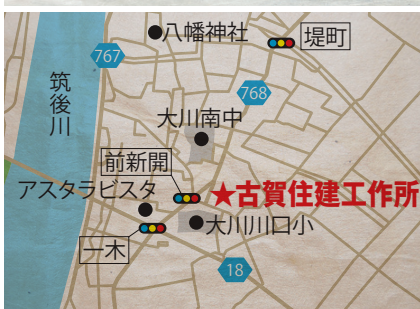 八幡神社
堤町
767
筑後川
768
大川南中
前新開
アスタラビスタ
★古賀住建工作所
大川川口小
一木
18